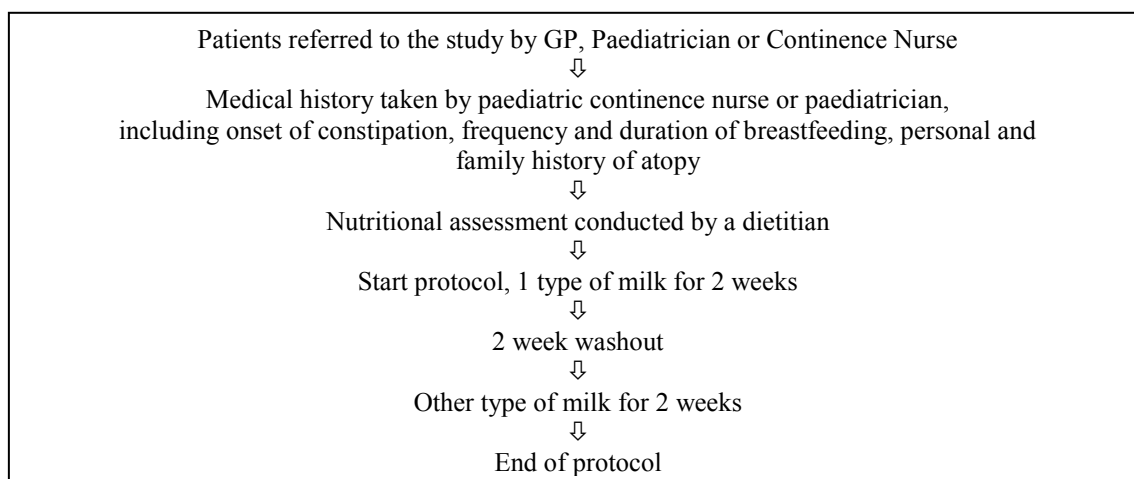 Patients referred to the study by GP, Paediatrician or Continence Nurse
⇩
Medical history taken by paediatric continence nurse or paediatrician,
including onset of constipation, frequency and duration of breastfeeding, personal and
family history of atopy
⇩
Nutritional assessment conducted by a dietitian
⇩
Start protocol, 1 type of milk for 2 weeks
⇩
2 week washout
⇩
Other type of milk for 2 weeks
⇩
End of protocol